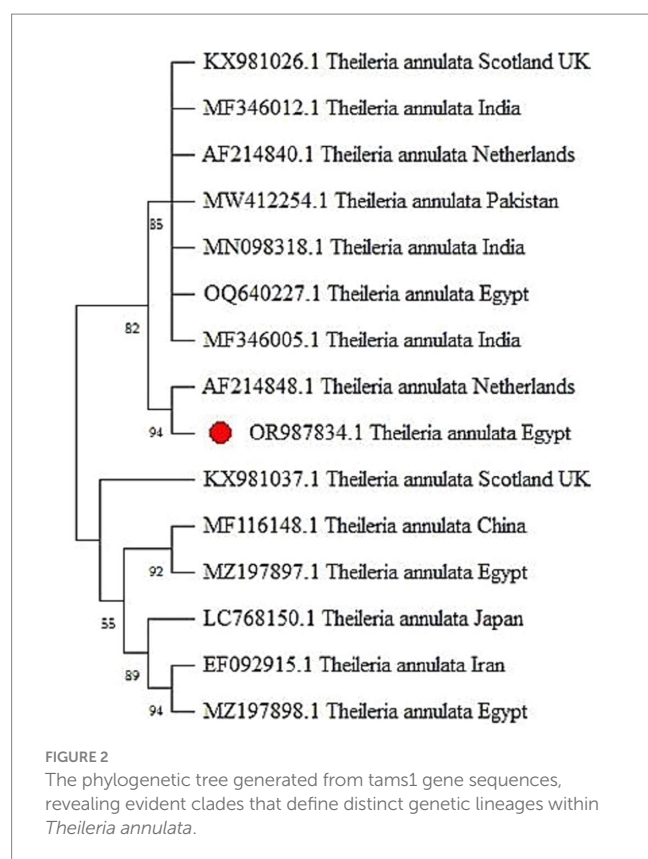 KX981026.1 Theileria annulata Scotland UK
MF346012.1 Theileria annulata India
AF214840.1 Theileria annulata Netherlands
MW412254.1 Theileria annulata Pakistan
85
MN098318.1 Theileria annulata India
OQ640227.1 Theileria annulata Egypt
82
MF346005.1 Theileria annulata India
AF214848.1 Theileria annulata Netherlands
94
OR987834.1 Theileria annulata Egypt
KX981037.1 Theileria annulata Scotland UK
MF116148.1 Theileria annulata China
92
MZ197897.1 Theileria annulata Egypt
55
LC768150.1 Theileria annulata Japan
89
EF092915.1 Theileria annulata Iran
94
MZ197898.1 Theileria annulata Egypt
FIGURE 2
The phylogenetic tree generated from tams1 gene sequences,
revealing evident clades that define distinct genetic lineages within
Theileria annulata.